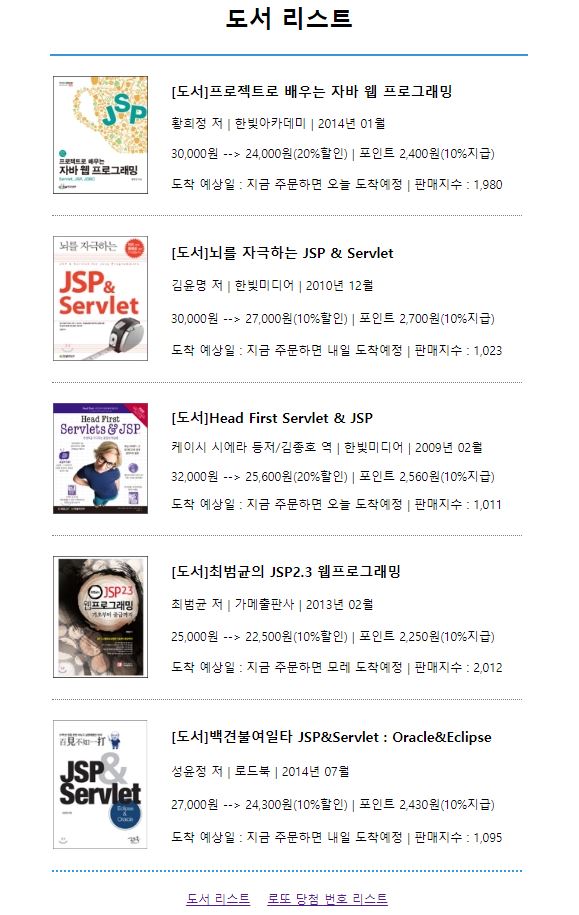 도서 리스트
JSP
프로젝트로 배우는
자바 웹 프로그래밍
[도서]프로젝트로 배우는 자바 웹 프로그래밍
황희정 저 | 한빛아카데미 | 2014년 01월
30,000원 --> 24,000원(20%할인) | 포인트 2,400원(10%지급)
도착 예상일 : 지금 주문하면 오늘 도착예정 | 판매지수 : 1,980
뇌를 자극하는
JSP&
Servlet
[도서]뇌를 자극하는 JSP & Servlet
김윤명 저 | 한빛미디어 | 2010년 12월
30,000원 --> 27,000원(10%할인) | 포인트 2,700원(10%지급)
도착 예상일 : 지금 주문하면 내일 도착예정 | 판매지수 : 1,023
Head First
Servlets & JSP
[도서]Head First Servlet & JSP
케이시 시에라 등저/김종호 역 | 한빛미디어 | 2009년 02월
32,000원 --> 25,600원(20%할인) | 포인트 2,560원(10%지급)
도착 예상일 : 지금 주문하면 오늘 도착예정 | 판매지수 : 1,011
JSP2.3
웹프로그래밍
기초부터 중급까지
[도서]최범균의 JSP2.3 웹프로그래밍
최범균 저 | 가메출판사 | 2013년 02월
25,000원 --> 22,500원(10%할인) | 포인트 2,250원(10%지급)
도착 예상일 : 지금 주문하면 모레 도착예정 | 판매지수 : 2,012
百見不如一打
JSP&
Servlet
Eclipse
&
Oracle
[도서]백견불여일타 JSP&Servlet : Oracle&Eclipse
성윤정 저 | 로드북 | 2014년 07월
27,000원 --> 24,300원(10%할인) | 포인트 2,430원(10%지급)
도착 예상일 : 지금 주문하면 내일 도착예정 | 판매지수 : 1,095
도서 리스트 로또 당첨 번호 리스트